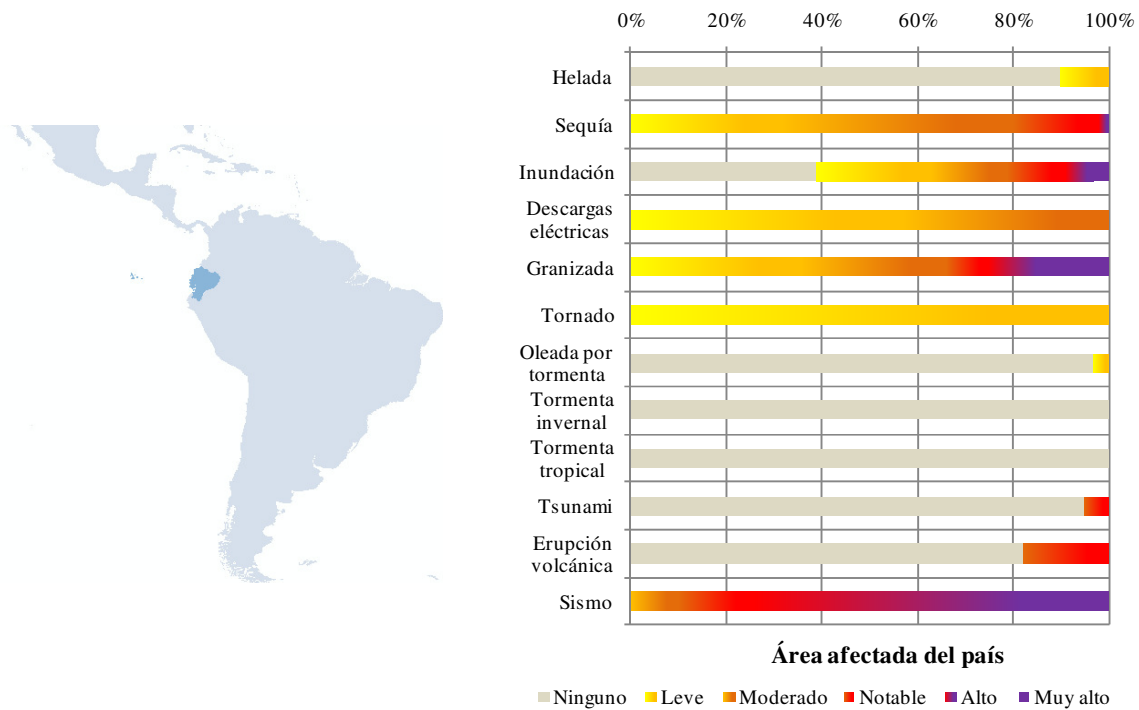 0% 20% 40% 60% 80% 100%
Helada
Sequía
Inundación
Descargas
eléctricas
Granizada
Tornado
Oleada por
tormenta
Tormenta
invernal
Tormenta
tropical
Tsunami
Erupción
volcánica
Sismo
Área afectada del país
Ninguno Leve Moderado Notable Alto Muy alto